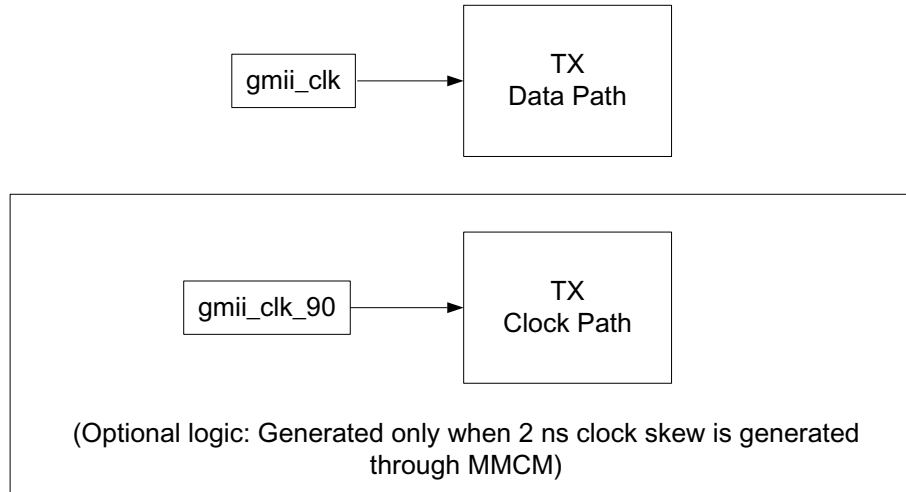 gmii_clk
TX
Data Path
gmii_clk_90
TX
Clock Path
(Optional logic: Generated only when 2 ns clock skew is generated
through MMCM)